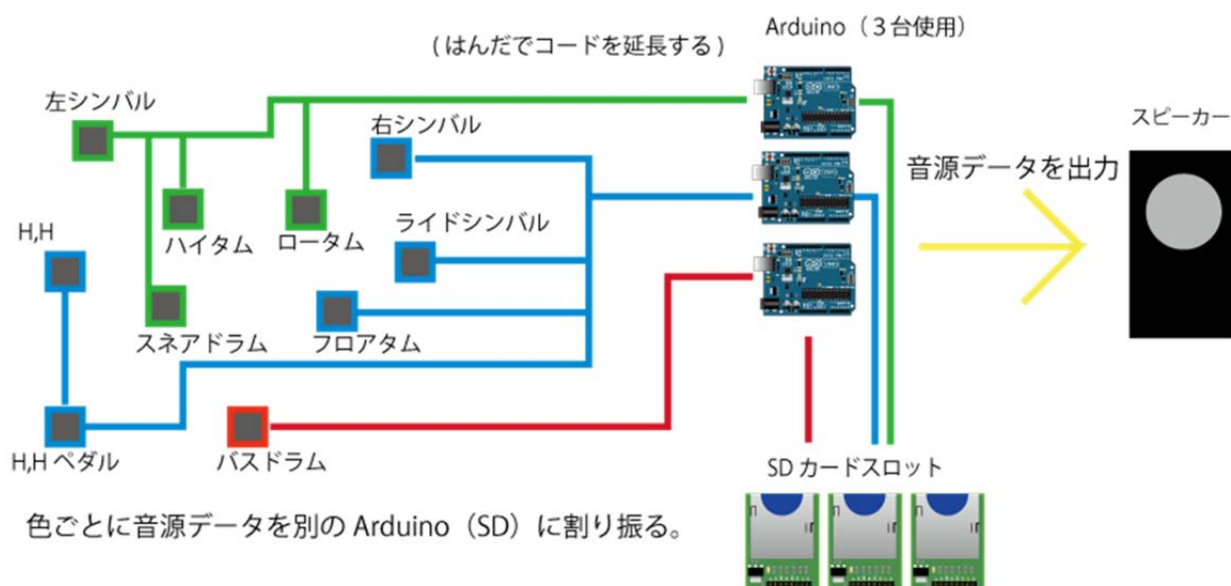 Arduino（３台使用）
( はんだでコードを延長する )
左シンバル
右シンバル
スピーカー
音源データを出力
H,H
ハイタム
ロータム
ライドシンバル
スネアドラム
フロアタム
H,H ペダル
バスドラム
SD カードスロット
色ごとに音源データを別の Arduino（SD）に割り振る。